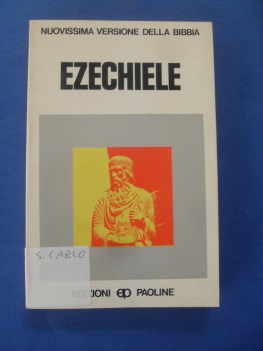 NUOVISSIMA VERSIONE DELLA BIBBIA
EZECHIELE
S. CARLO
EDIZIONI ep PAOLINE